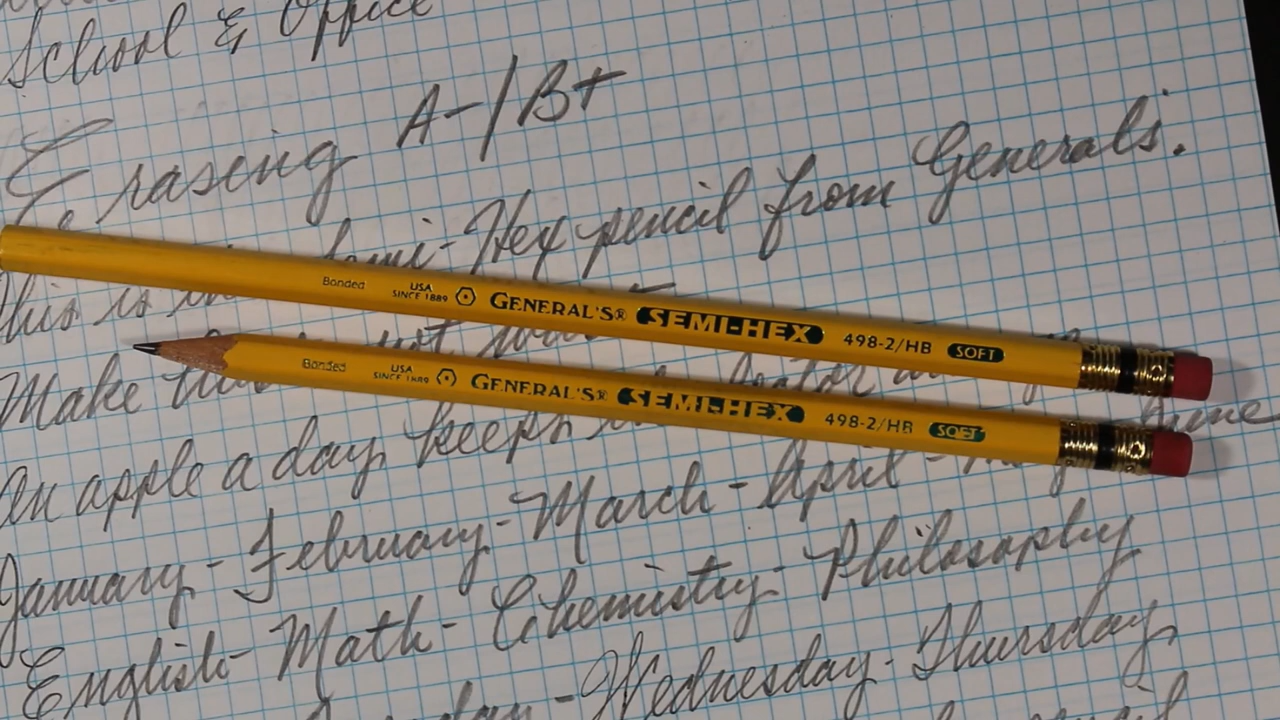 School & Office
Erasing A-/B+
This is Semi-Hex pencil from Generals.
Bonded USA SINCE 1889 GENERAL'S® SEMI-HEX 498-2/HB SOFT
Make not
Bonded USA SINCE 1889 GENERAL'S® SEMI-HEX 498-2/HB SOFT
An apple a day keeps
January - February - March - April -
English - Math - Chemistry - Philosophy
- Wednesday - Thursday